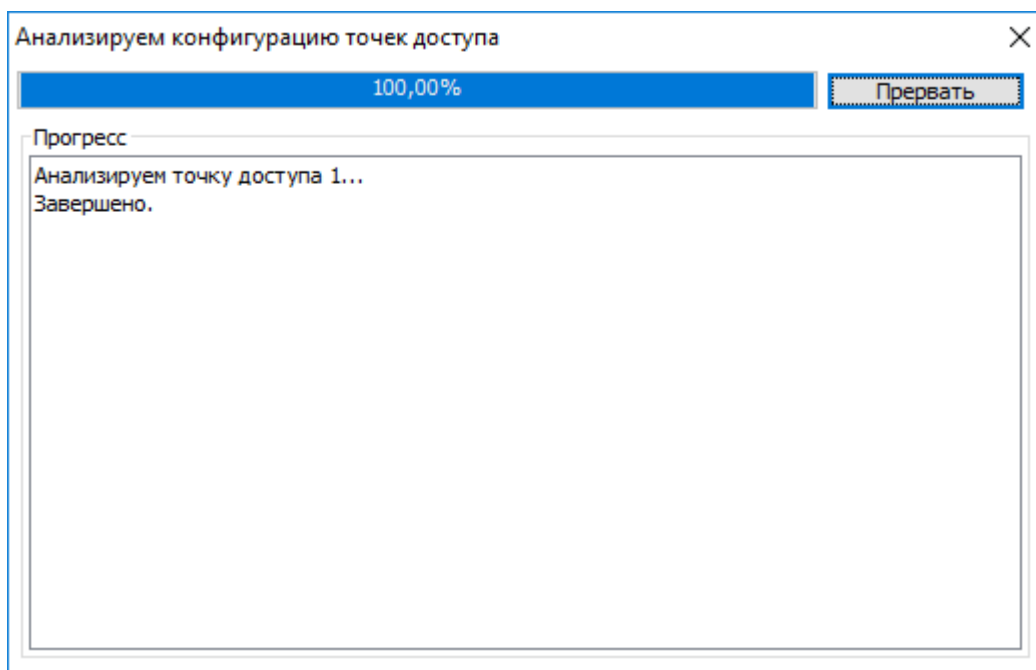 Анализируем конфигурацию точек доступа
100,00%
Прервать
Прогресс
Анализируем точку доступа 1...
Завершено.